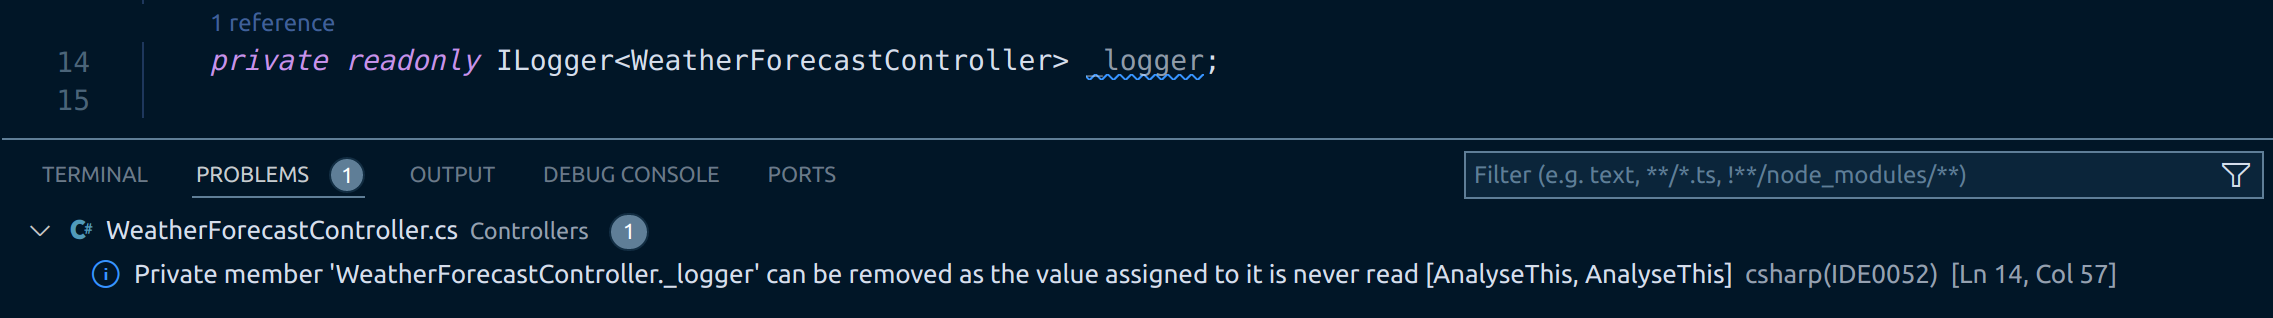 1 reference
14 private readonly ILogger<WeatherForecastController> _logger;
15
TERMINAL PROBLEMS 1 OUTPUT DEBUG CONSOLE PORTS Filter (e.g. text, **/*.ts, !**/node_modules/**)
C# WeatherForecastController.cs Controllers 1
Private member 'WeatherForecastController._logger' can be removed as the value assigned to it is never read [AnalyseThis, AnalyseThis] csharp(IDE0052) [Ln 14, Col 57]